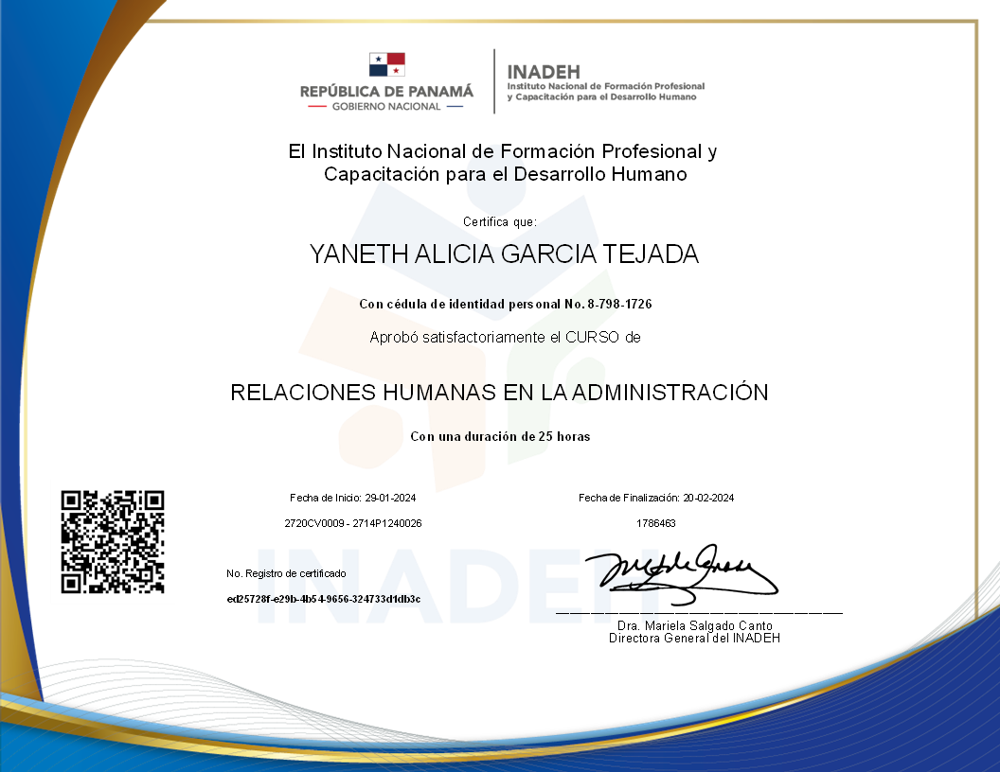 REPÚBLICA DE PANAMÁ
GOBIERNO NACIONAL
INADEH
Instituto Nacional de Formación Profesional
y Capacitación para el Desarrollo Humano
El Instituto Nacional de Formación Profesional y
Capacitación para el Desarrollo Humano
Certifica que:
YANETH ALICIA GARCIA TEJADA
Con cédula de identidad personal No. 8-798-1726
Aprobó satisfactoriamente el CURSO de
RELACIONES HUMANAS EN LA ADMINISTRACIÓN
Con una duración de 25 horas
Fecha de Inicio: 29-01-2024
Fecha de Finalización: 20-02-2024
2720CV0009 - 2714P1240026
1786463
No. Registro de certificado
ed25728f-e29b-4b54-9656-324733d1db3c
INADEH
Dra. Mariela Salgado Canto
Directora General del INADEH